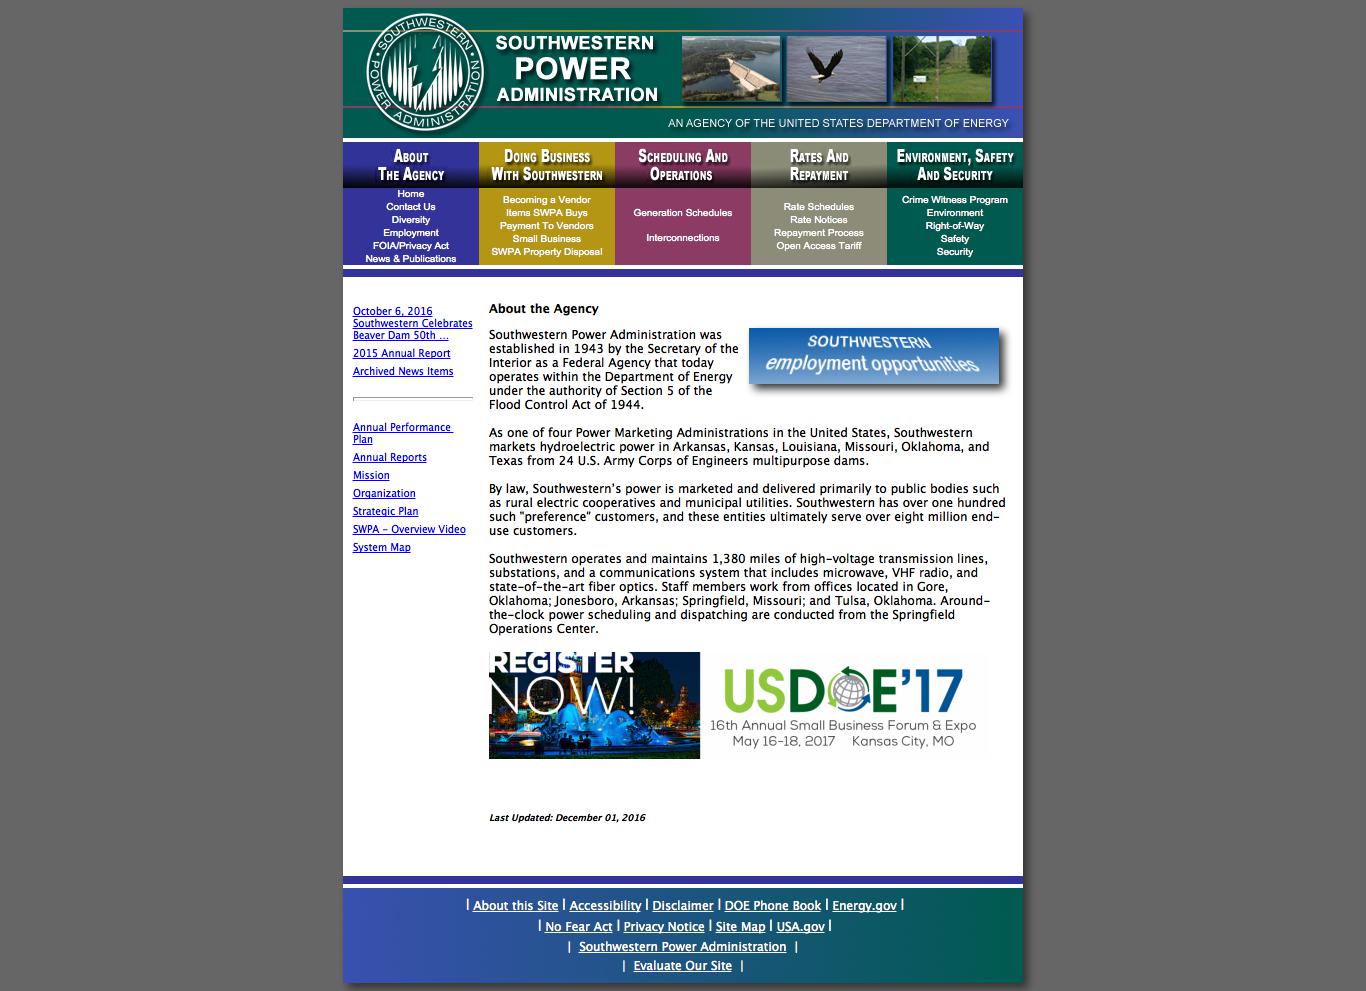 SOUTHWESTERN POWER ADMINISTRATION
SOUTHWESTERN
POWER
ADMINISTRATION
AN AGENCY OF THE UNITED STATES DEPARTMENT OF ENERGY
ABOUT
THE AGENCY
Home
Contact Us
Diversity
Employment
FOIA/Privacy Act
News & Publications
DOING BUSINESS
WITH SOUTHWESTERN
Becoming a Vendor
Items SWPA Buys
Payment To Vendors
Small Business
SWPA Property Disposal
SCHEDULING AND
OPERATIONS
Generation Schedules
Interconnections
RATES AND
REPAYMENT
Rate Schedules
Rate Notices
Repayment Process
Open Access Tariff
ENVIRONMENT, SAFETY
AND SECURITY
Crime Witness Program
Environment
Right-of-Way
Safety
Security
October 6, 2016
Southwestern Celebrates
Beaver Dam 50th ...
2015 Annual Report
Archived News Items
Annual Performance
Plan
Annual Reports
Mission
Organization
Strategic Plan
SWPA - Overview Video
System Map
About the Agency
Southwestern Power Administration was
established in 1943 by the Secretary of the
Interior as a Federal Agency that today
operates within the Department of Energy
under the authority of Section 5 of the
Flood Control Act of 1944.
SOUTHWESTERN
employment opportunities
As one of four Power Marketing Administrations in the United States, Southwestern
markets hydroelectric power in Arkansas, Kansas, Louisiana, Missouri, Oklahoma, and
Texas from 24 U.S. Army Corps of Engineers multipurpose dams.
By law, Southwestern's power is marketed and delivered primarily to public bodies such
as rural electric cooperatives and municipal utilities. Southwestern has over one hundred
such "preference" customers, and these entities ultimately serve over eight million end-
use customers.
Southwestern operates and maintains 1,380 miles of high-voltage transmission lines,
substations, and a communications system that includes microwave, VHF radio, and
state-of-the-art fiber optics. Staff members work from offices located in Gore,
Oklahoma; Jonesboro, Arkansas; Springfield, Missouri; and Tulsa, Oklahoma. Around-
the-clock power scheduling and dispatching are conducted from the Springfield
Operations Center.
REGISTER
NOW!
USDOE'17
16th Annual Small Business Forum & Expo
May 16-18, 2017 Kansas City, MO
Last Updated: December 01, 2016
| About this Site | Accessibility | Disclaimer | DOE Phone Book | Energy.gov |
| No Fear Act | Privacy Notice | Site Map | USA.gov |
| Southwestern Power Administration |
| Evaluate Our Site |